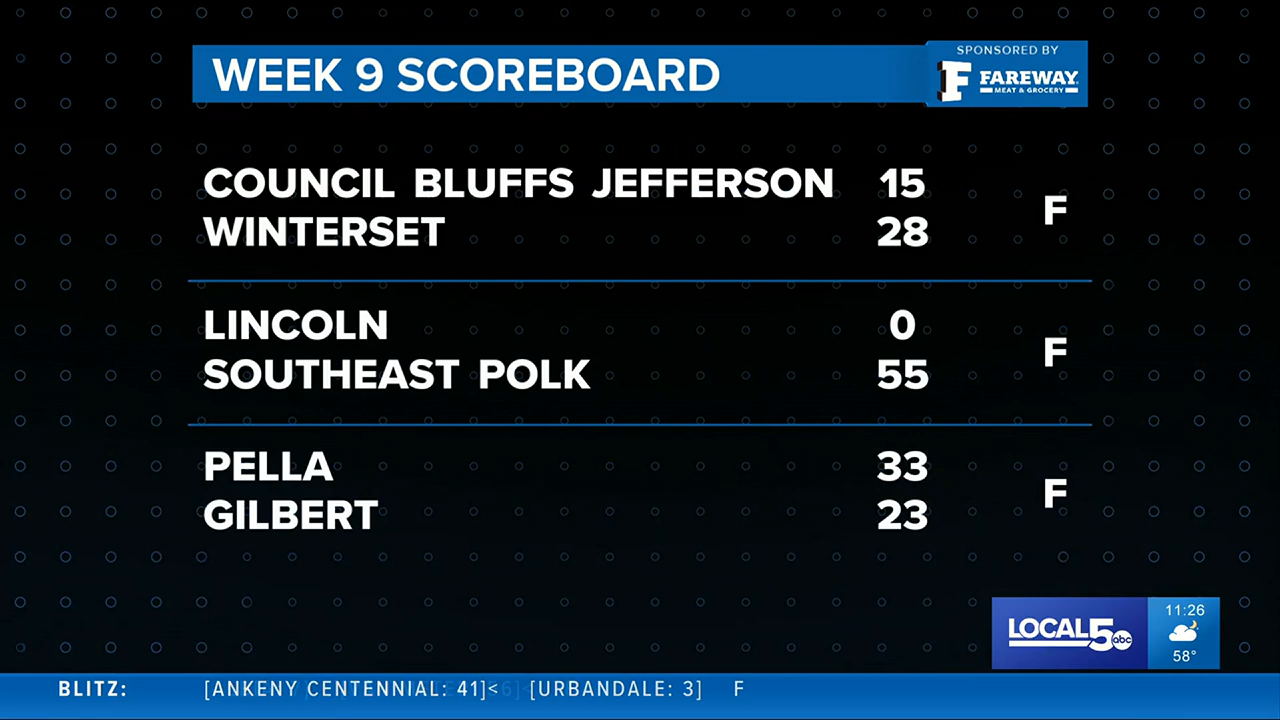 WEEK 9 SCOREBOARD
SPONSORED BY
FAREWAY
MEAT & GROCERY
COUNCIL BLUFFS JEFFERSON 15
WINTERSET 28
F
LINCOLN 0
SOUTHEAST POLK 55
F
PELLA 33
GILBERT 23
F
LOCAL 5 abc
11:26
58°
BLITZ: [ANKENY CENTENNIAL: 41]< [URBANDALE: 3] F